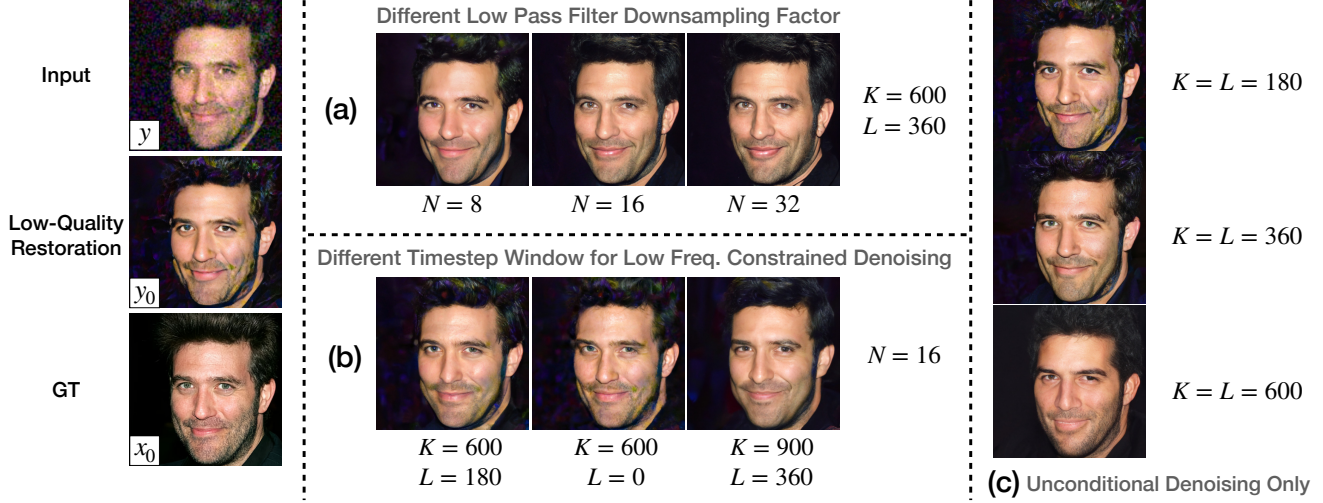 Input
y
Low-Quality
Restoration
y₀
GT
x₀
Different Low Pass Filter Downsampling Factor
(a)
K = 600
L = 360
N = 8
N = 16
N = 32
Different Timestep Window for Low Freq. Constrained Denoising
(b)
N = 16
K = 600
L = 180
K = 600
L = 0
K = 900
L = 360
K = L = 180
K = L = 360
K = L = 600
(c) Unconditional Denoising Only